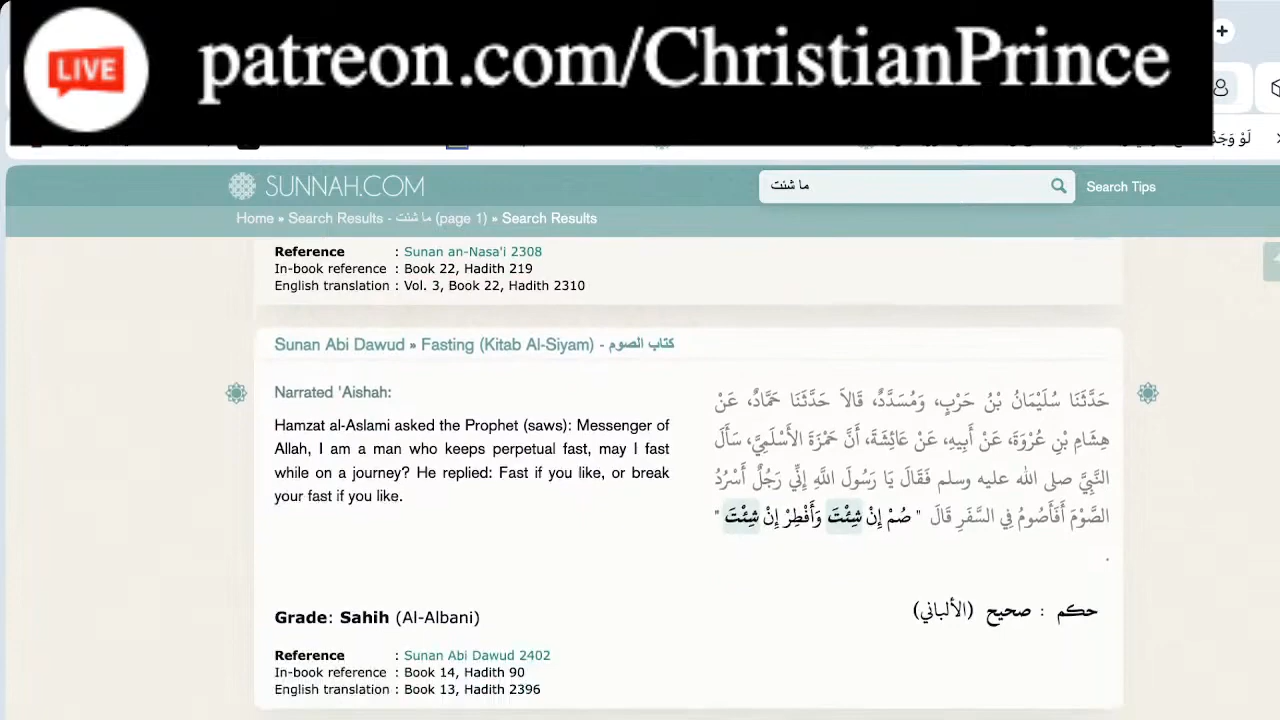 LIVE
patreon.com/ChristianPrince
SUNNAH.COM
ما شئت
Search Tips
Home » Search Results - ما شئت (page 1) » Search Results
Reference : Sunan an-Nasa'i 2308
In-book reference : Book 22, Hadith 219
English translation : Vol. 3, Book 22, Hadith 2310
Sunan Abi Dawud » Fasting (Kitab Al-Siyam) - كتاب الصوم
Narrated 'Aishah:
Hamzat al-Aslami asked the Prophet (saws): Messenger of
Allah, I am a man who keeps perpetual fast, may I fast
while on a journey? He replied: Fast if you like, or break
your fast if you like.
حَدَّثَنَا سُلَيْمَانُ بْنُ حَرْبٍ، وَمُسَدَّدٌ، قَالاَ حَدَّثَنَا حَمَّادٌ، عَنْ
هِشَامِ بْنِ عُرْوَةَ، عَنْ أَبِيهِ، عَنْ عَائِشَةَ، أَنَّ حَمْزَةَ الأَسْلَمِيَّ، سَأَلَ
النَّبِيَّ صلى الله عليه وسلم فَقَالَ يَا رَسُولَ اللَّهِ إِنِّي رَجُلٌ أَسْرُدُ
الصَّوْمَ أَفَأَصُومُ فِي السَّفَرِ قَالَ " صُمْ إِنْ شِئْتَ وَأَفْطِرْ إِنْ شِئْتَ "
.
Grade: Sahih (Al-Albani)
حكم : صحيح (الألباني)
Reference : Sunan Abi Dawud 2402
In-book reference : Book 14, Hadith 90
English translation : Book 13, Hadith 2396